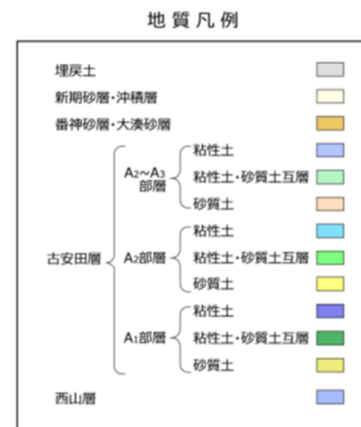 地質凡例
埋戻土
新期砂層・沖積層
番神砂層・大湊砂層
古安田層
A₂~A₃部層
粘性土
粘性土・砂質土互層
砂質土
A₂部層
粘性土
粘性土・砂質土互層
砂質土
A₁部層
粘性土
粘性土・砂質土互層
砂質土
西山層